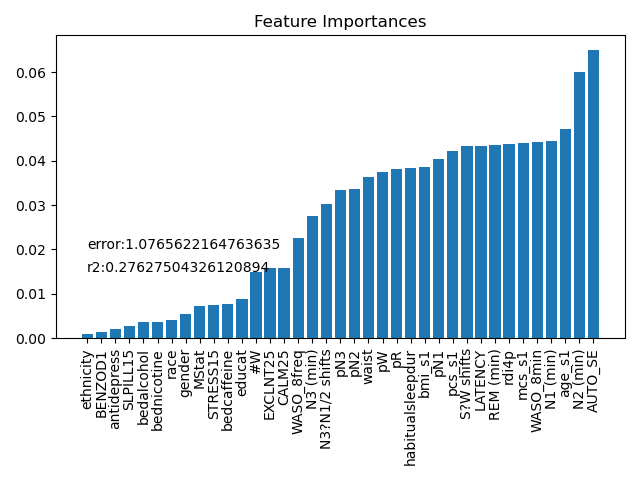 Feature Importances
0.06
0.05
0.04
0.03
0.02
0.01
0.00
error:1.0765622164763635
r2:0.27627504326120894
ethnicity
BENZOD1
antidepress
SLPILL15
bedalcohol
bednicotine
race
gender
MStat
STRESS15
bedcaffeine
educat
#W
EXCLNT25
CALM25
WASO_8freq
N3 (min)
N3?N1/2 shifts
pN3
pN2
waist
pW
pR
habitualsleepdur
bmi_s1
pN1
pcs_s1
S?W shifts
LATENCY
REM (min)
rdi4p
mcs_s1
WASO_8min
N1 (min)
age_s1
N2 (min)
AUTO_SE